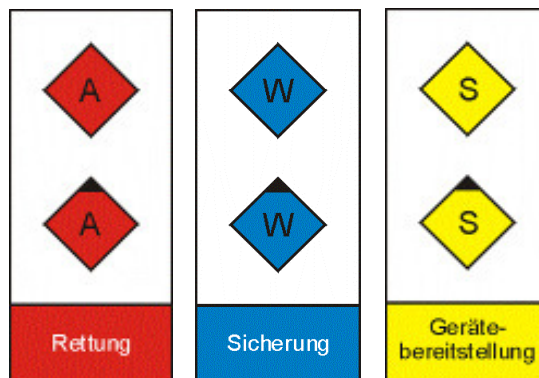 A
A
Rettung
W
W
Sicherung
S
S
Geräte-
bereitstellung